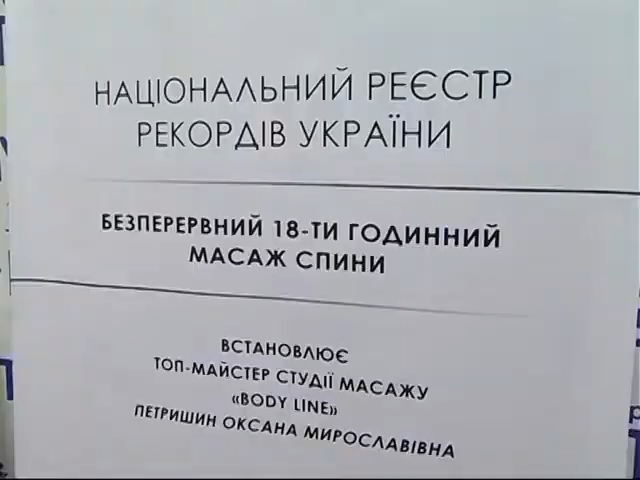 НАЦІОНАЛЬНИЙ РЕЄСТР
РЕКОРДІВ УКРАЇНИ
БЕЗПЕРЕРВНИЙ 18-ТИ ГОДИННИЙ
МАСАЖ СПИНИ
ВСТАНОВЛЮЄ
ТОП-МАЙСТЕР СТУДІЇ МАСАЖУ
«BODY LINE»
ПЕТРИШИН ОКСАНА МИРОСЛАВІВНА